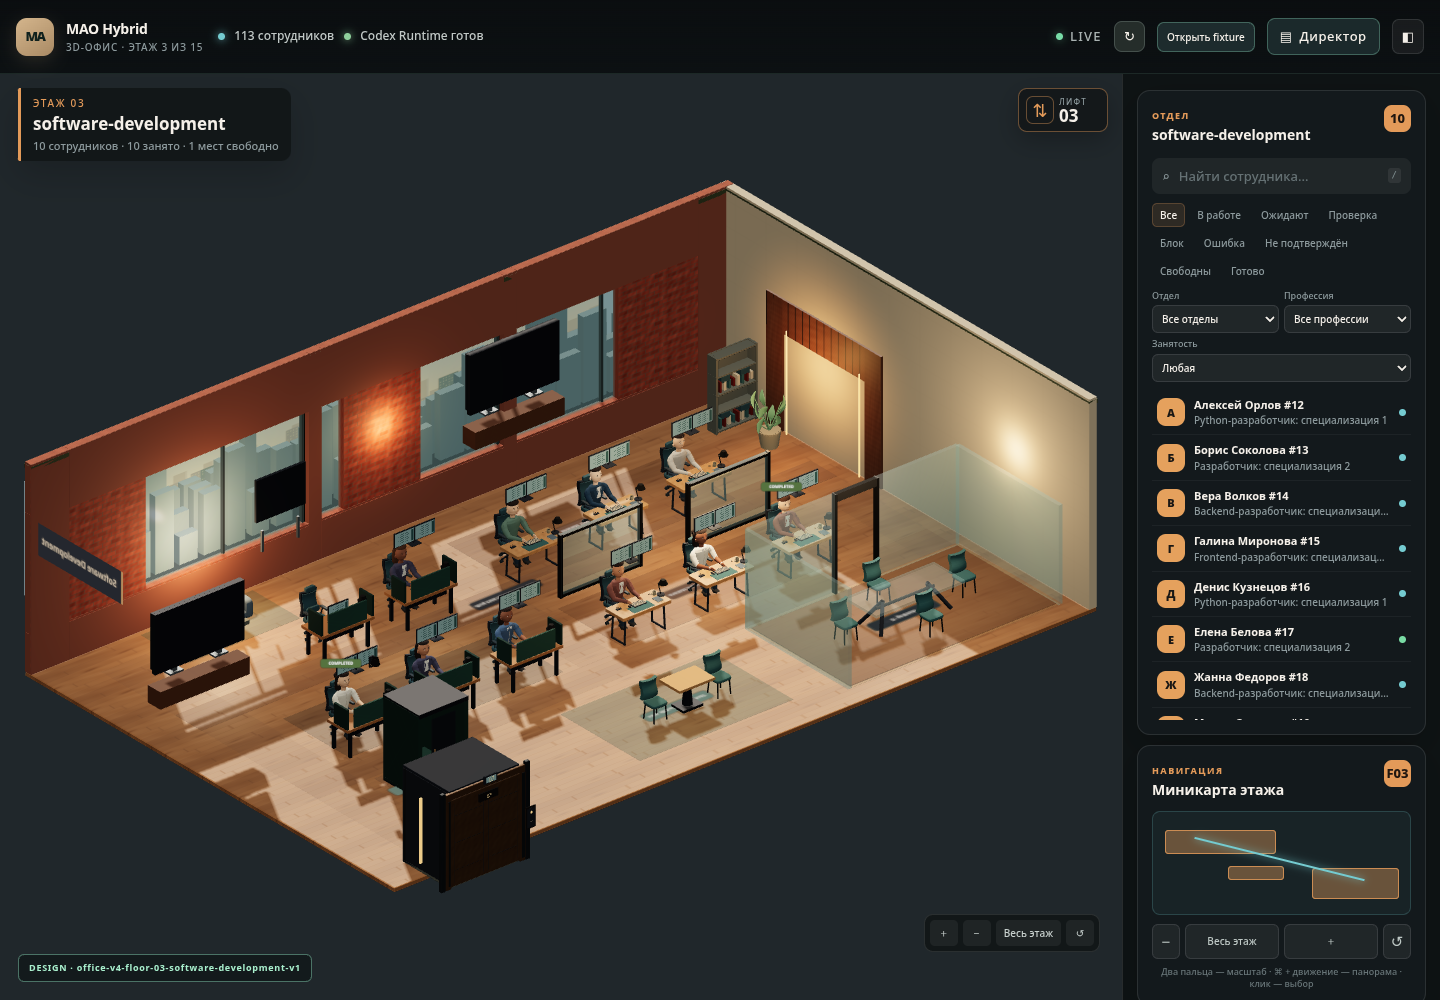 MA
MAO Hybrid
3D-ОФИС · ЭТАЖ 3 ИЗ 15
113 сотрудников
Codex Runtime готов
LIVE
Открыть fixture
Директор
ЭТАЖ 03
software-development
10 сотрудников · 10 занято · 1 мест свободно
ЛИФТ
03
Software Development
COMPLETED
COMPLETED
DESIGN · office-v4-floor-03-software-development-v1
+
−
Весь этаж
↺
ОТДЕЛ
software-development
10
Найти сотрудника...
/
Все
В работе
Ожидают
Проверка
Блок
Ошибка
Не подтверждён
Свободны
Готово
Отдел
Профессия
Все отделы
Все профессии
Занятость
Любая
А
Алексей Орлов #12
Python-разработчик: специализация 1
Б
Борис Соколова #13
Разработчик: специализация 2
В
Вера Волков #14
Backend-разработчик: специализаци...
Г
Галина Миронова #15
Frontend-разработчик: специализац...
Д
Денис Кузнецов #16
Python-разработчик: специализация 1
Е
Елена Белова #17
Разработчик: специализация 2
Ж
Жанна Федоров #18
Backend-разработчик: специализаци...
НАВИГАЦИЯ
Миникарта этажа
F03
−
Весь этаж
+
↺
Два пальца — масштаб · ⌘ + движение — панорама ·
клик — выбор